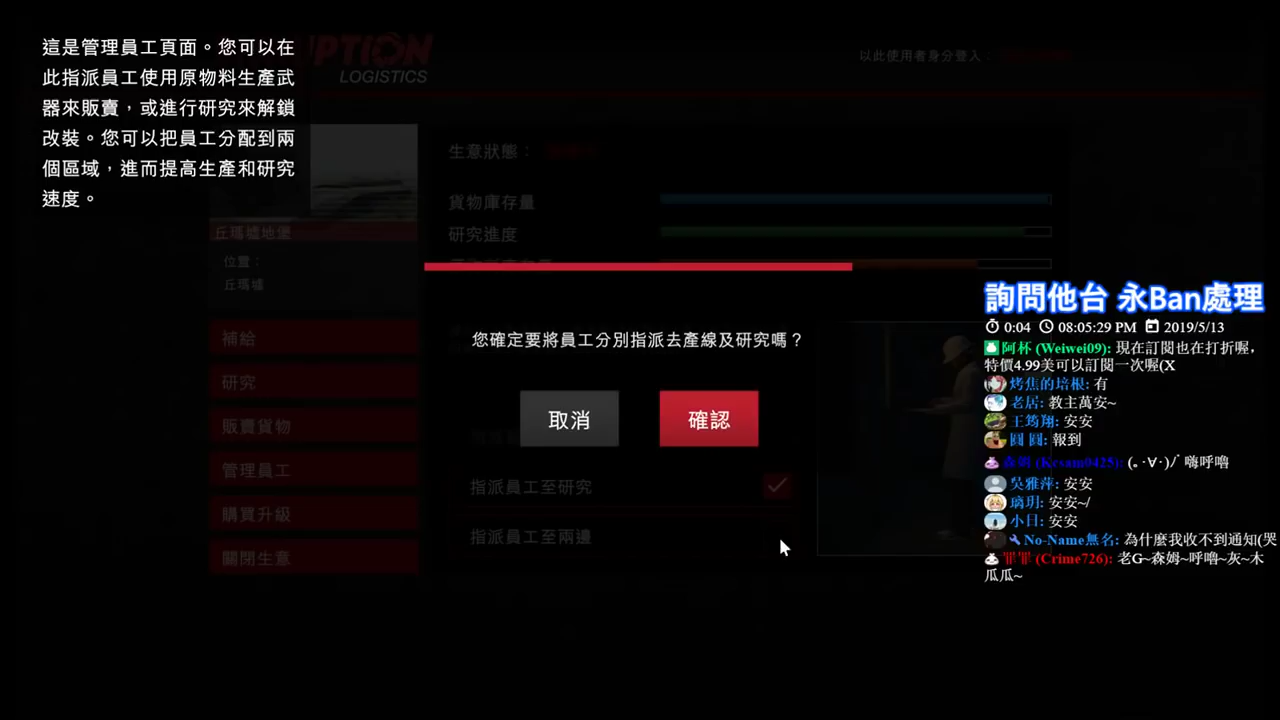 這是管理員工頁面。您可以在
此指派員工使用原物料生產武
器來販賣，或進行研究來解鎖
改裝。您可以把員工分配到兩
個區域，進而提高生產和研究
速度。
LOGISTICS
以此使用者身分登入：
丘瑪墟地堡
位置：
丘瑪墟
補給
研究
販賣貨物
管理員工
購買升級
關閉生意
生意狀態：
貨物庫存量
研究進度
您確定要將員工分別指派去產線及研究嗎？
取消
確認
指派員工至研究
指派員工至兩邊
詢問他台 永Ban處理
0:04 08:05:29 PM 2019/5/13
阿杯 (Weiwei09): 現在訂閱也在打折喔，
特價4.99美可以訂閱一次喔(X
烤焦的培根: 有
老居: 教主萬安~
王筠翔: 安安
圓 圓: 報到
(Kesam0425): (｡･∀･)ﾉﾞ 嗨呼嚕
吳雅萍: 安安
璃玥: 安安~/
小日: 安安
No-Name無名: 為什麼我收不到通知(哭
罪罪 (Crime726): 老G~森姆~呼嚕~灰~木
瓜瓜~